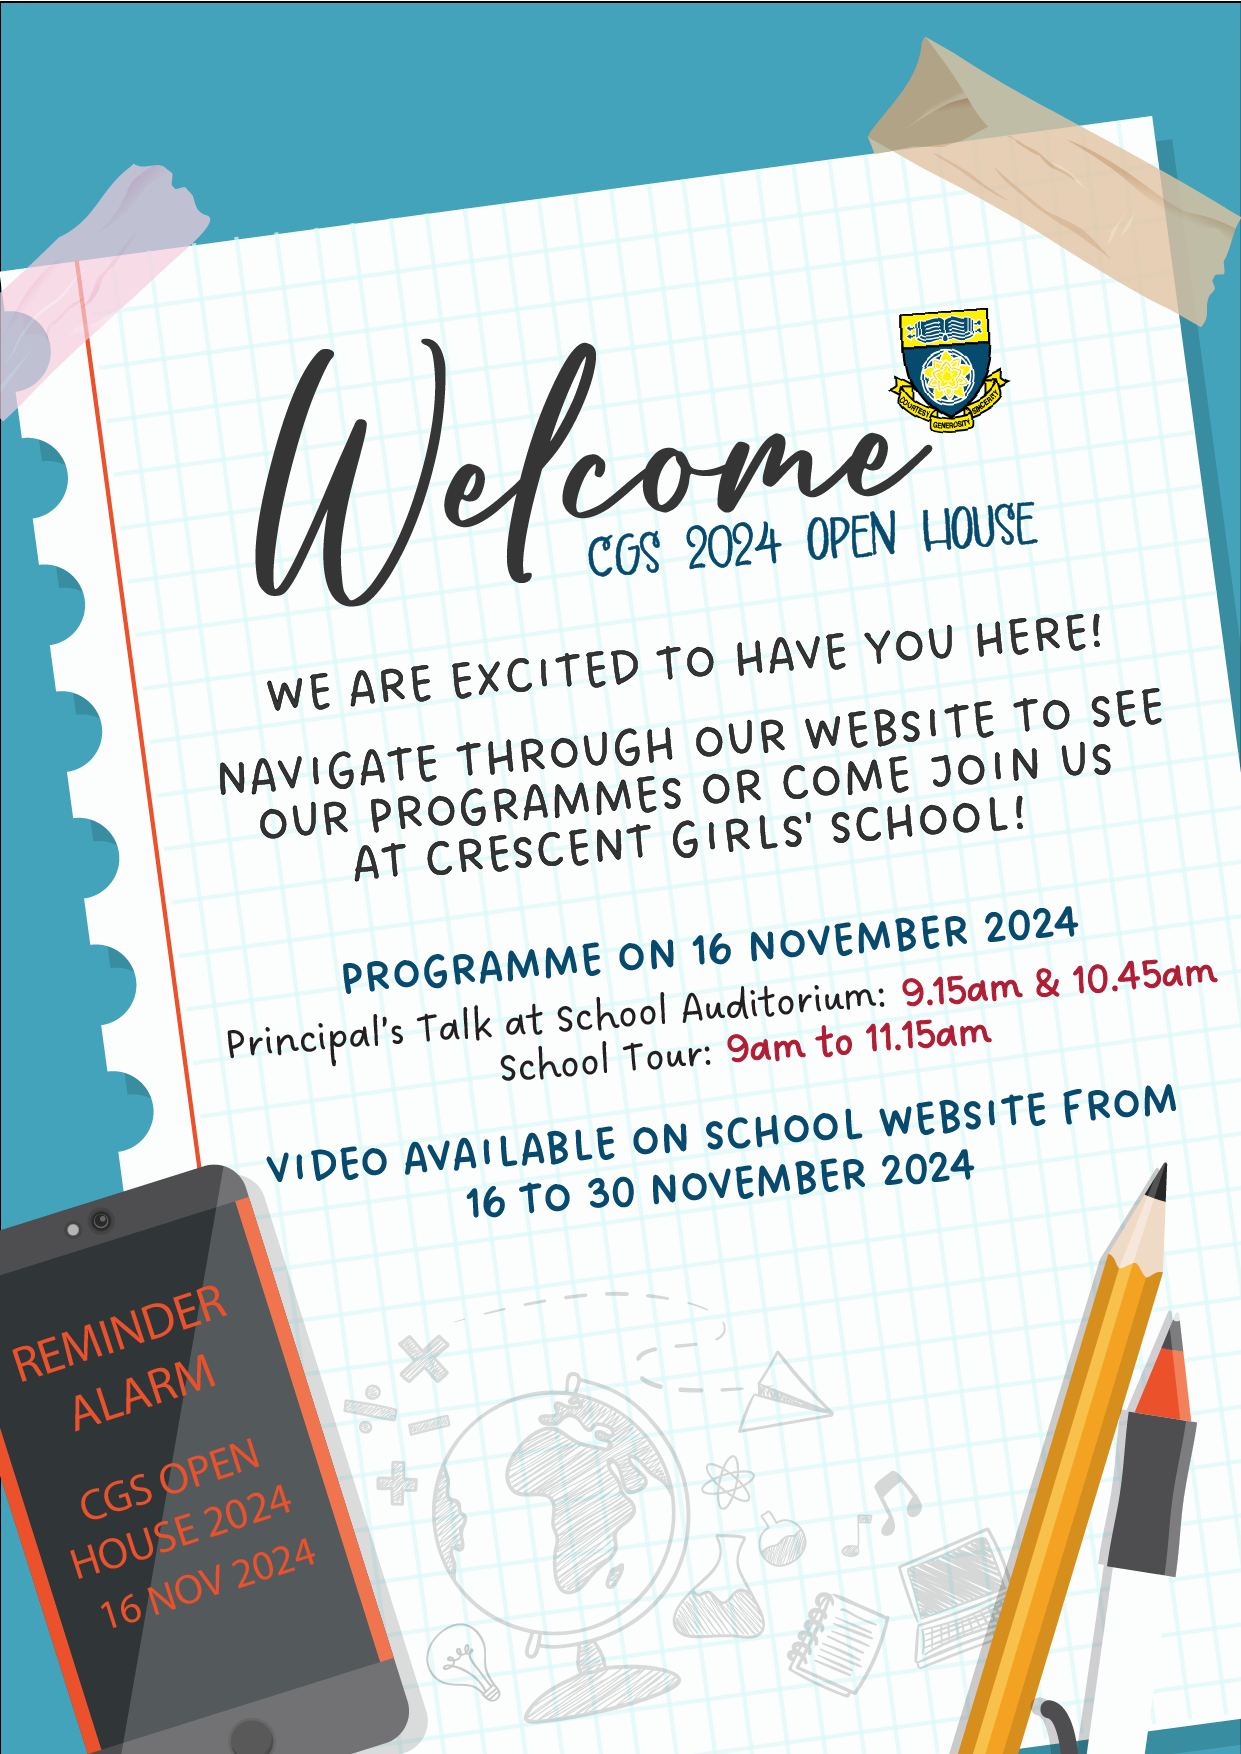 Welcome
COURTESY
GENEROSITY
SINCERITY
CGS 2024 OPEN HOUSE
WE ARE EXCITED TO HAVE YOU HERE!
NAVIGATE THROUGH OUR WEBSITE TO SEE
OUR PROGRAMMES OR COME JOIN US
AT CRESCENT GIRLS' SCHOOL!
PROGRAMME ON 16 NOVEMBER 2024
Principal's Talk at School Auditorium: 9.15am & 10.45am
School Tour: 9am to 11.15am
VIDEO AVAILABLE ON SCHOOL WEBSITE FROM
16 TO 30 NOVEMBER 2024
REMINDER
ALARM
CGS OPEN
HOUSE 2024
16 NOV 2024